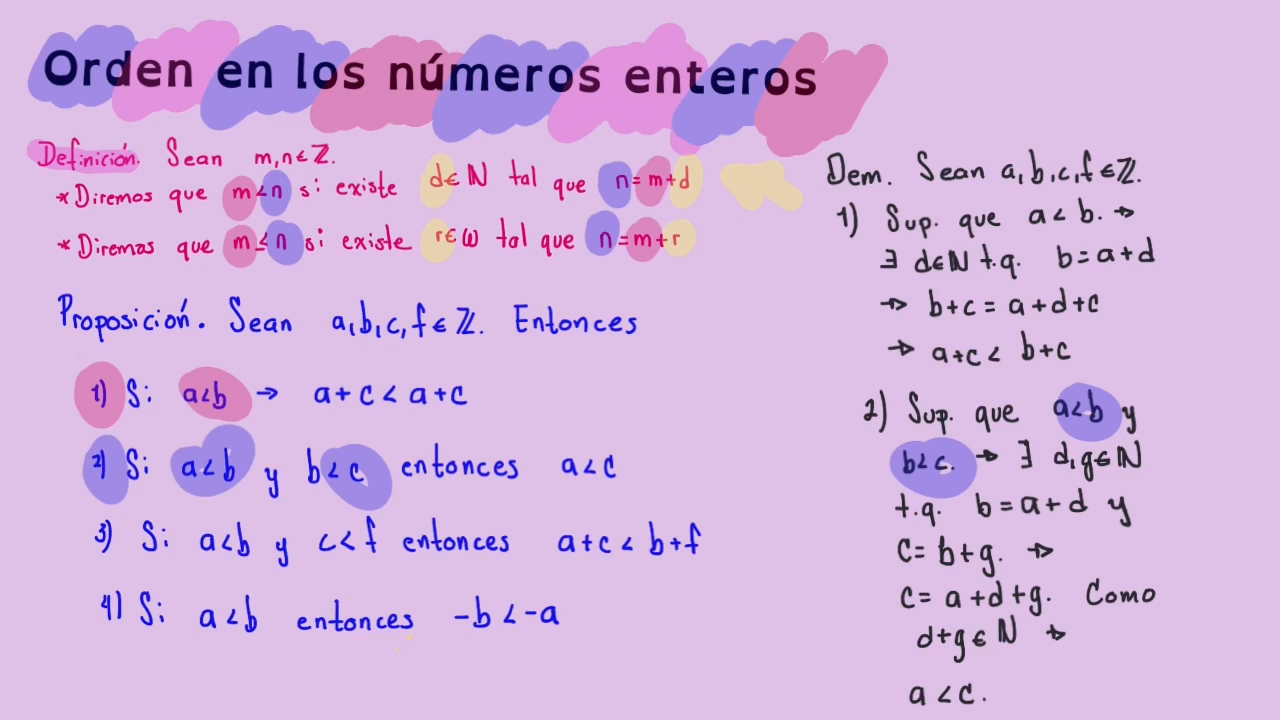 Orden en los números enteros
Definición. Sean m,n∈ℤ.
*Diremos que m<n si existe d∈ℕ tal que n=m+d
*Diremos que m≤n si existe r∈ω tal que n=m+r
Proposición. Sean a,b,c,f∈ℤ. Entonces
1) Si a<b → a+c<a+c
2) Si a<b y b<c entonces a<c
3) Si a<b y c<f entonces a+c<b+f
4) Si a<b entonces -b<-a
Dem. Sean a,b,c,f∈ℤ.
1) Sup. que a<b. →
∃ d∈ℕ t.q. b=a+d
→ b+c=a+d+c
→ a+c<b+c
2) Sup. que a<b y
b<c. → ∃ d,g∈ℕ
t.q. b=a+d y
c=b+g. →
c=a+d+g. Como
d+g∈ℕ →
a<c.